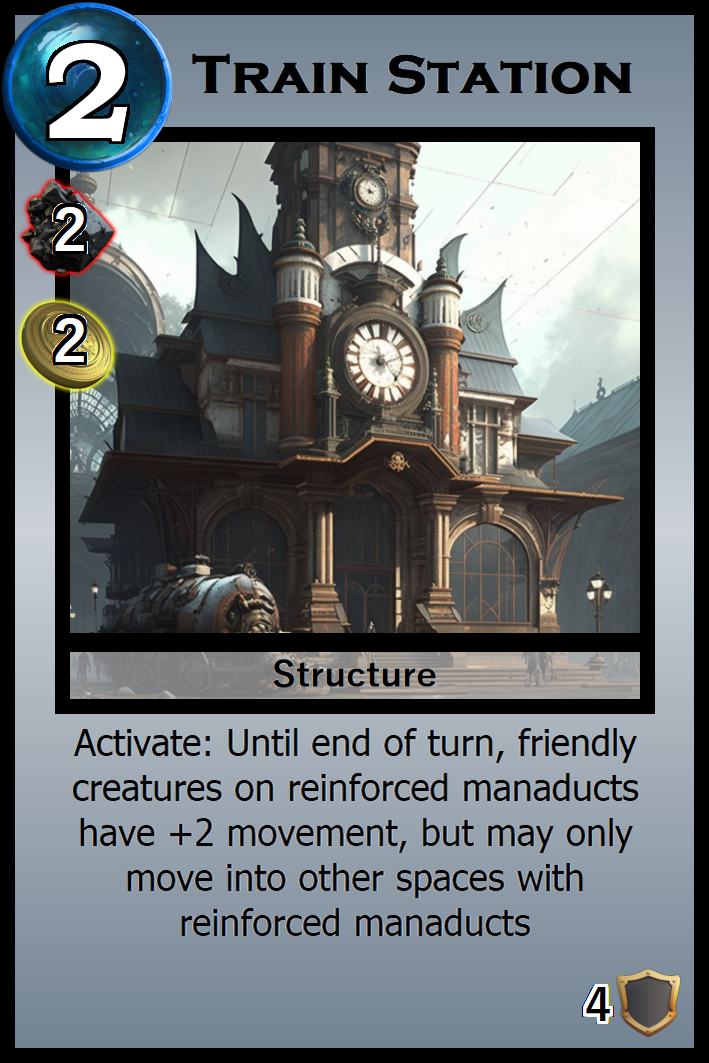 2
Train Station
2
2
Structure
Activate: Until end of turn, friendly
creatures on reinforced manaducts
have +2 movement, but may only
move into other spaces with
reinforced manaducts
4